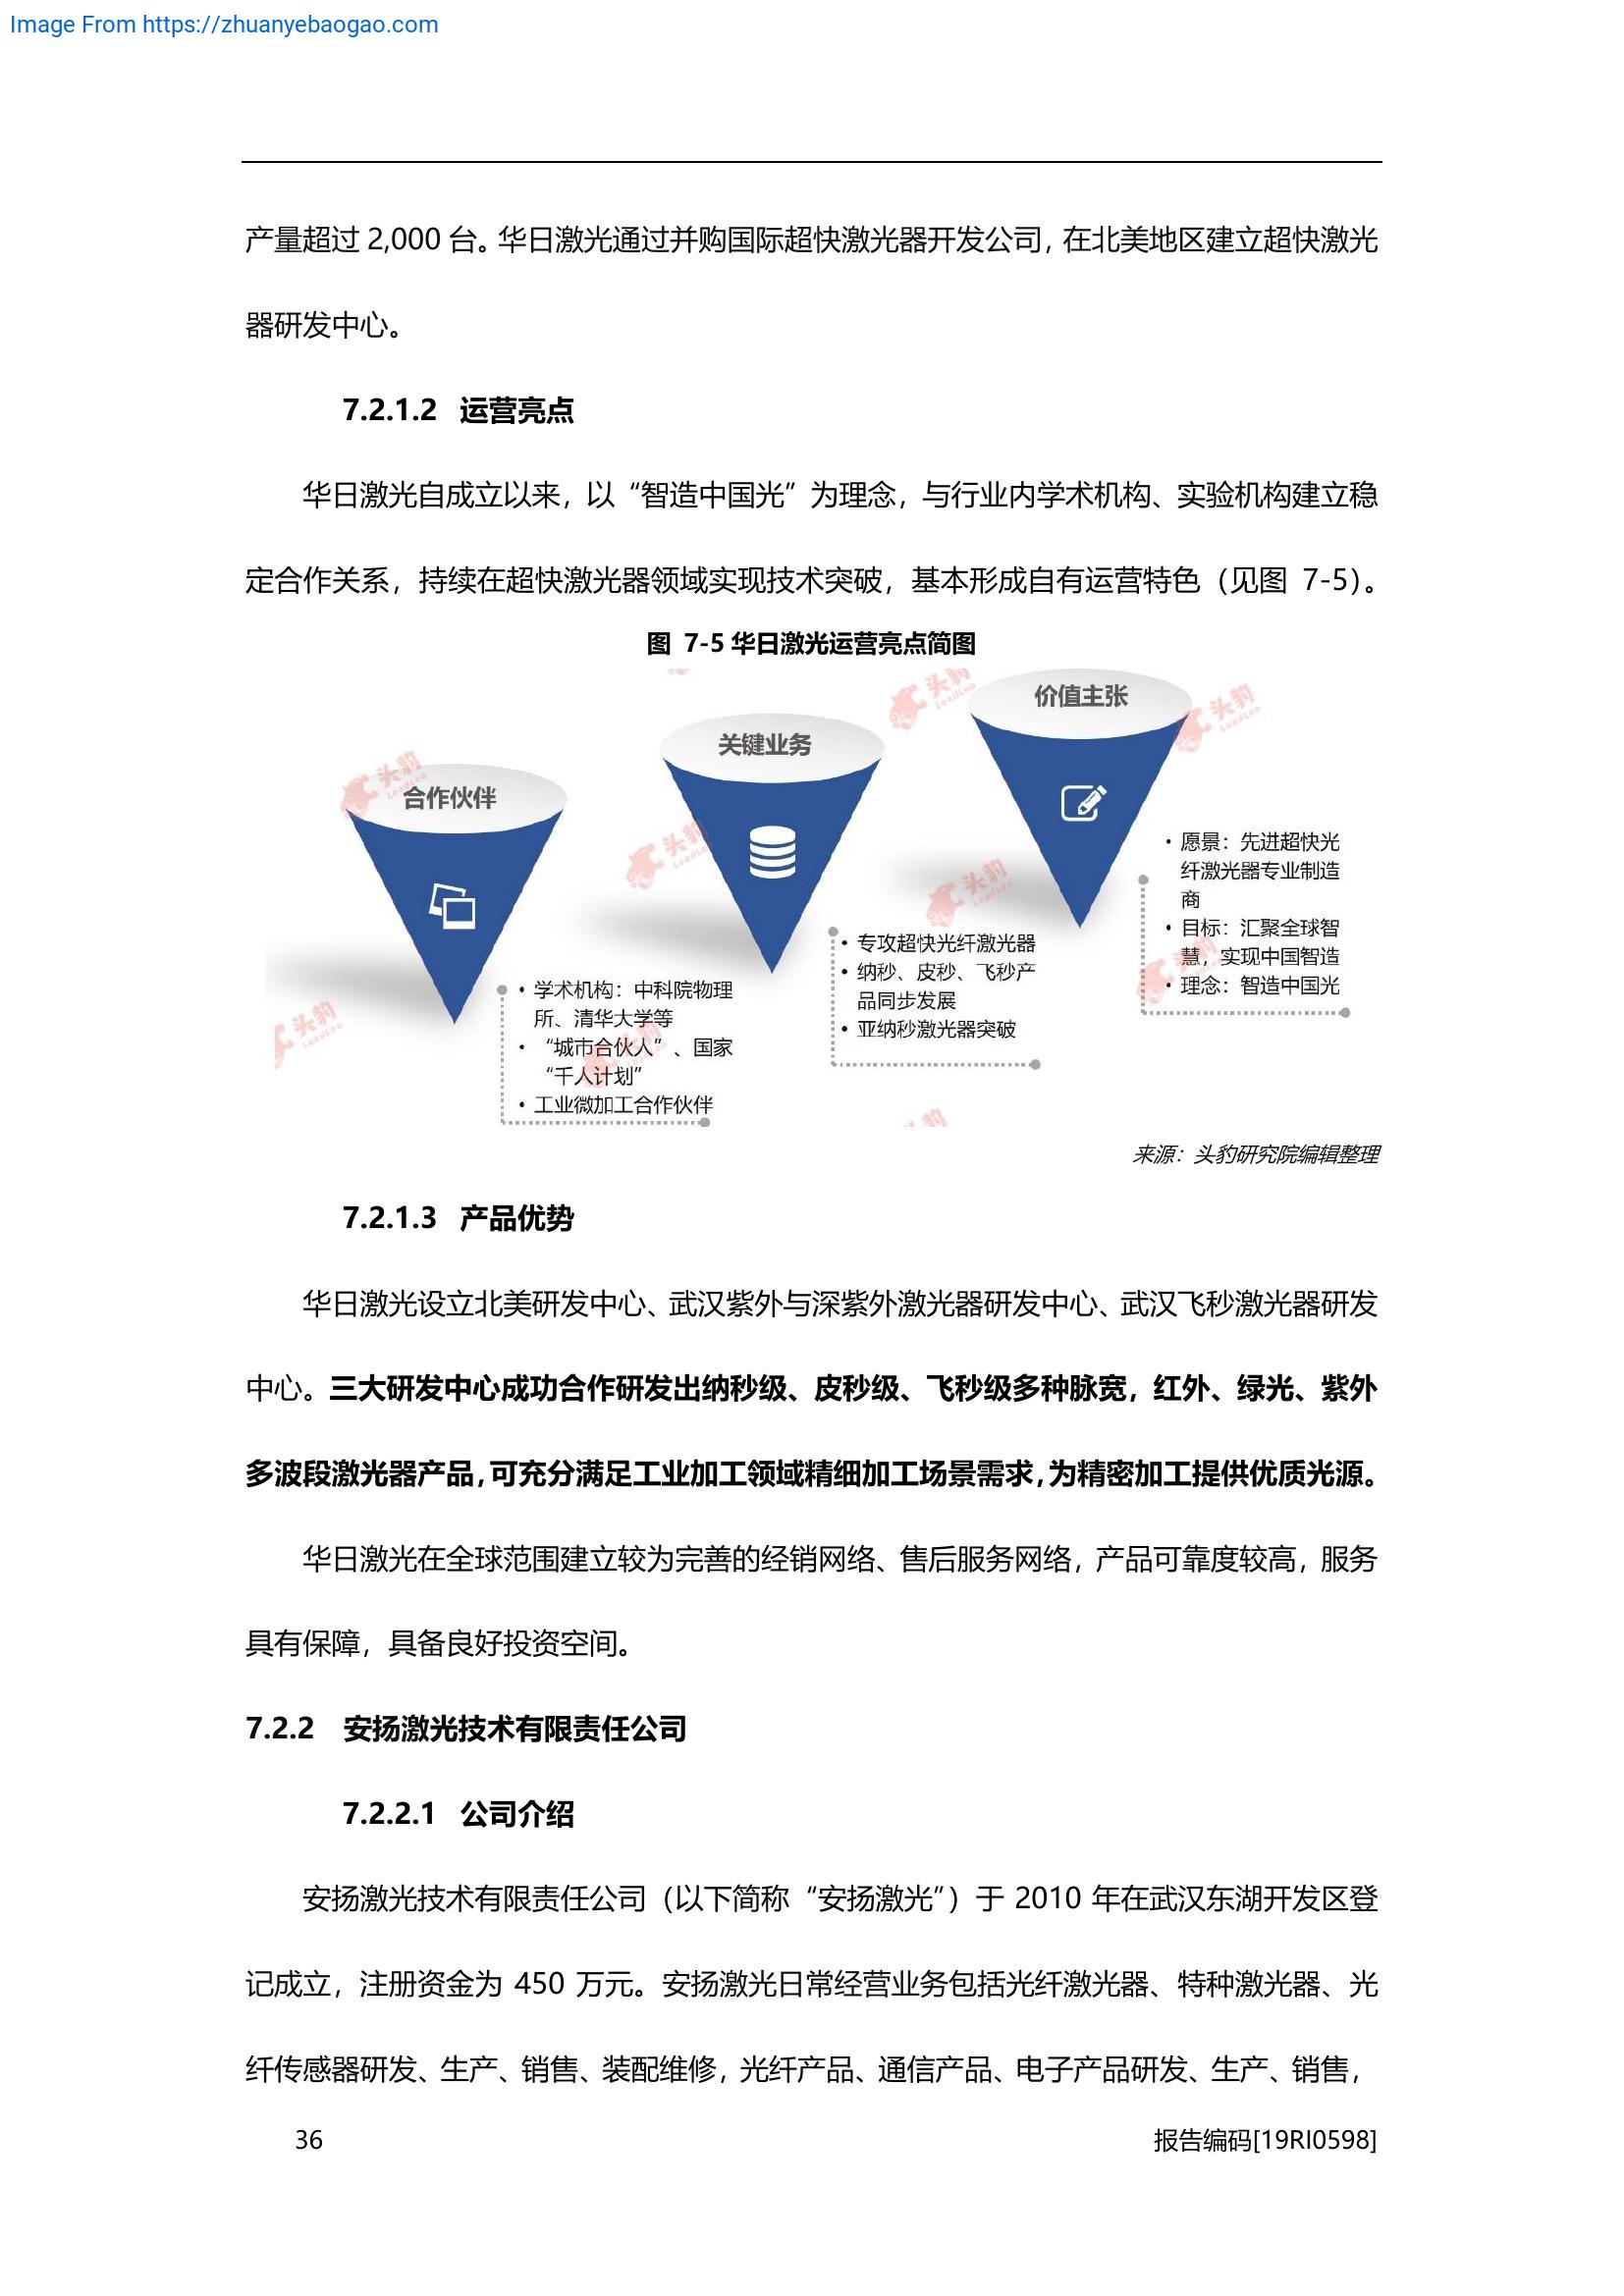 Image From https://zhuanyebaogao.com
产量超过 2,000 台。华日激光通过并购国际超快激光器开发公司，在北美地区建立超快激光
器研发中心。
7.2.1.2 运营亮点
华日激光自成立以来，以“智造中国光”为理念，与行业内学术机构、实验机构建立稳
定合作关系，持续在超快激光器领域实现技术突破，基本形成自有运营特色（见图 7-5）。
图 7-5 华日激光运营亮点简图
合作伙伴
• 学术机构：中科院物理
所、清华大学等
• “城市合伙人”、国家
“千人计划”
• 工业微加工合作伙伴
关键业务
• 专攻超快光纤激光器
• 纳秒、皮秒、飞秒产
品同步发展
• 亚纳秒激光器突破
价值主张
• 愿景：先进超快光
纤激光器专业制造
商
• 目标：汇聚全球智
慧，实现中国智造
• 理念：智造中国光
头豹
LeadLeo
头豹
LeadLeo
头豹
LeadLeo
头豹
LeadLeo
头豹
LeadLeo
头豹
LeadLeo
来源：头豹研究院编辑整理
7.2.1.3 产品优势
华日激光设立北美研发中心、武汉紫外与深紫外激光器研发中心、武汉飞秒激光器研发
中心。三大研发中心成功合作研发出纳秒级、皮秒级、飞秒级多种脉宽，红外、绿光、紫外
多波段激光器产品，可充分满足工业加工领域精细加工场景需求，为精密加工提供优质光源。
华日激光在全球范围建立较为完善的经销网络、售后服务网络，产品可靠度较高，服务
具有保障，具备良好投资空间。
7.2.2 安扬激光技术有限责任公司
7.2.2.1 公司介绍
安扬激光技术有限责任公司（以下简称“安扬激光”）于 2010 年在武汉东湖开发区登
记成立，注册资金为 450 万元。安扬激光日常经营业务包括光纤激光器、特种激光器、光
纤传感器研发、生产、销售、装配维修，光纤产品、通信产品、电子产品研发、生产、销售，
36
报告编码[19RI0598]